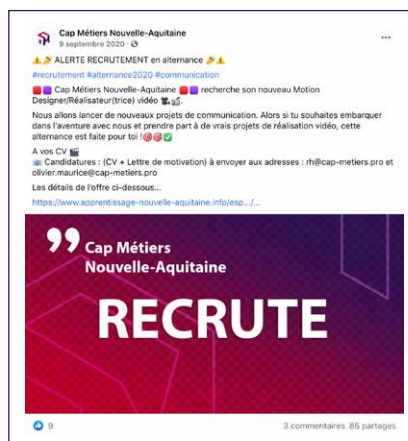 Cap Métiers Nouvelle-Aquitaine
9 septembre 2020 ·
⚠️🎉 ALERTE RECRUTEMENT en alternance 🎉⚠️
#recrutement #alternance2020 #communication
🟥🟪 Cap Métiers Nouvelle-Aquitaine 🟥🟪 recherche son nouveau Motion
Designer/Réalisateur(trice) vidéo 🎥📽.
Nous allons lancer de nouveaux projets de communication. Alors si tu souhaites embarquer
dans l'aventure avec nous et prendre part à de vrais projets de réalisation vidéo, cette
alternance est faite pour toi !🎯🎯✅
A vos CV 🎬
📧 Candidatures : (CV + Lettre de motivation) à envoyer aux adresses : rh@cap-metiers.pro et
olivier.maurice@cap-metiers.pro
Les détails de l'offre ci-dessous...
https://www.apprentissage-nouvelle-aquitaine.info/esp.../...
Cap Métiers
Nouvelle-Aquitaine
RECRUTE
9 3 commentaires 85 partages